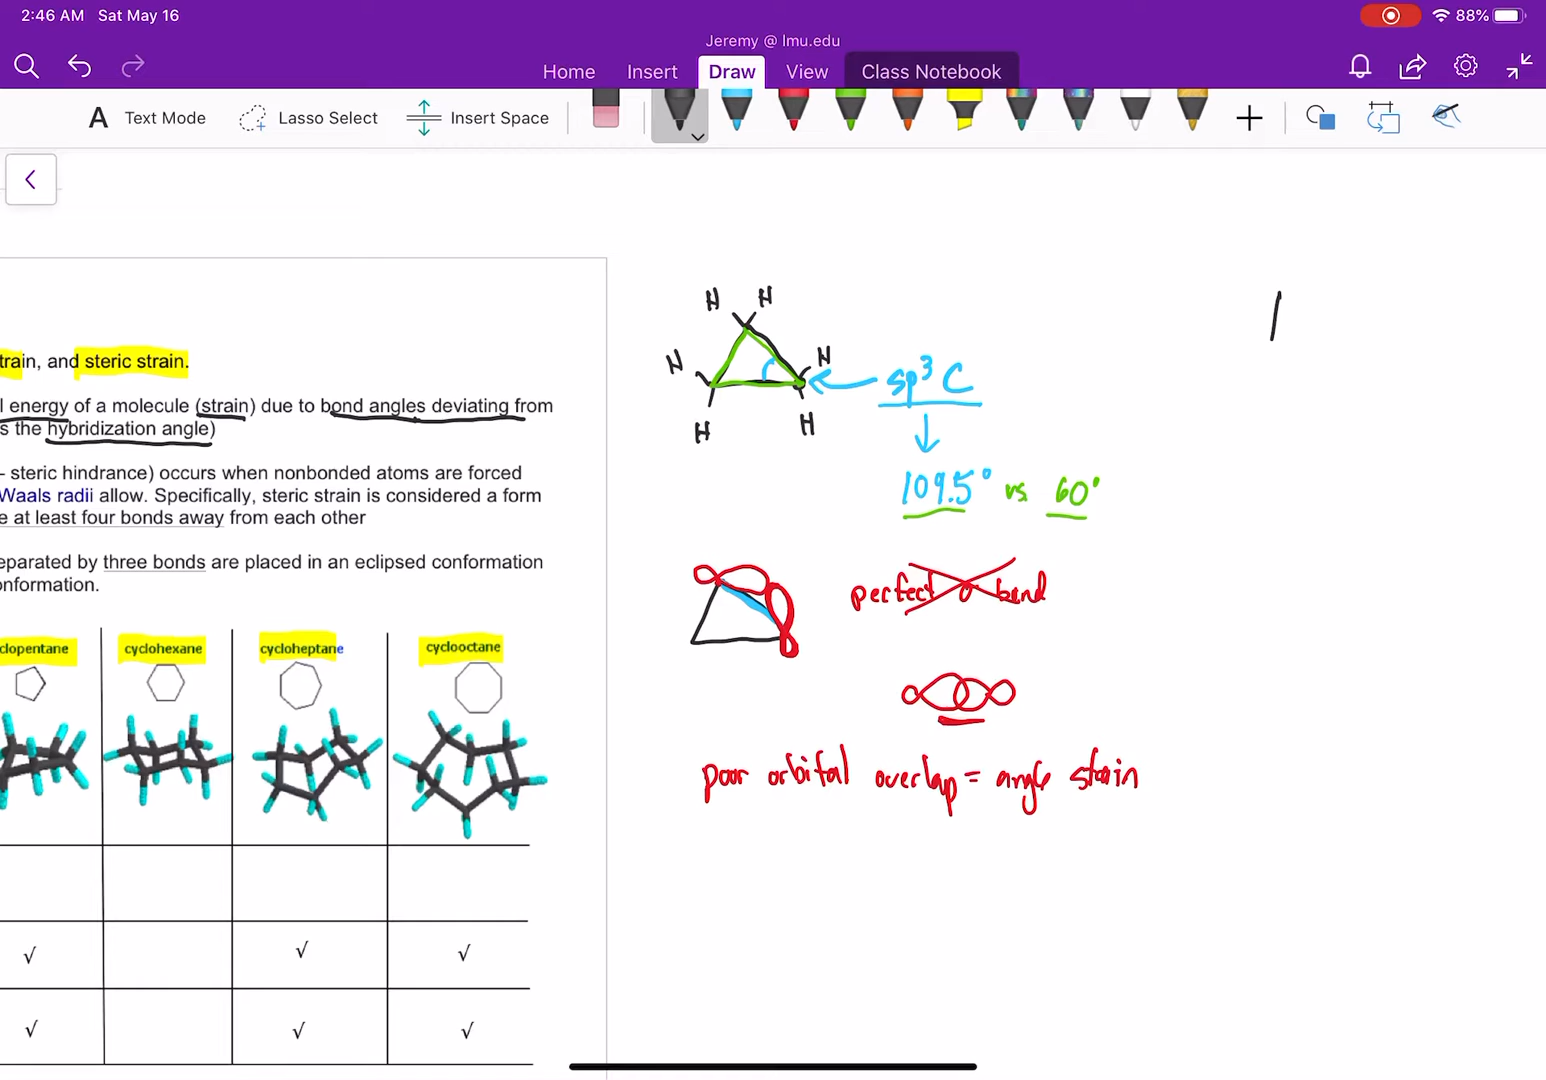 2:46 AM Sat May 16
88%
Jeremy @ lmu.edu
Home Insert Draw View Class Notebook
A Text Mode Lasso Select Insert Space
train, and steric strain.
l energy of a molecule (strain) due to bond angles deviating from
s the hybridization angle)
- steric hindrance) occurs when nonbonded atoms are forced
Waals radii allow. Specifically, steric strain is considered a form
e at least four bonds away from each other
eparated by three bonds are placed in an eclipsed conformation
onformation.
clopentane cyclohexane cycloheptane cyclooctane
√ √ √
√ √ √
H H
H H
H H
sp³ C
109.5° vs 60°
perfect σ bond
poor orbital overlap = angle strain